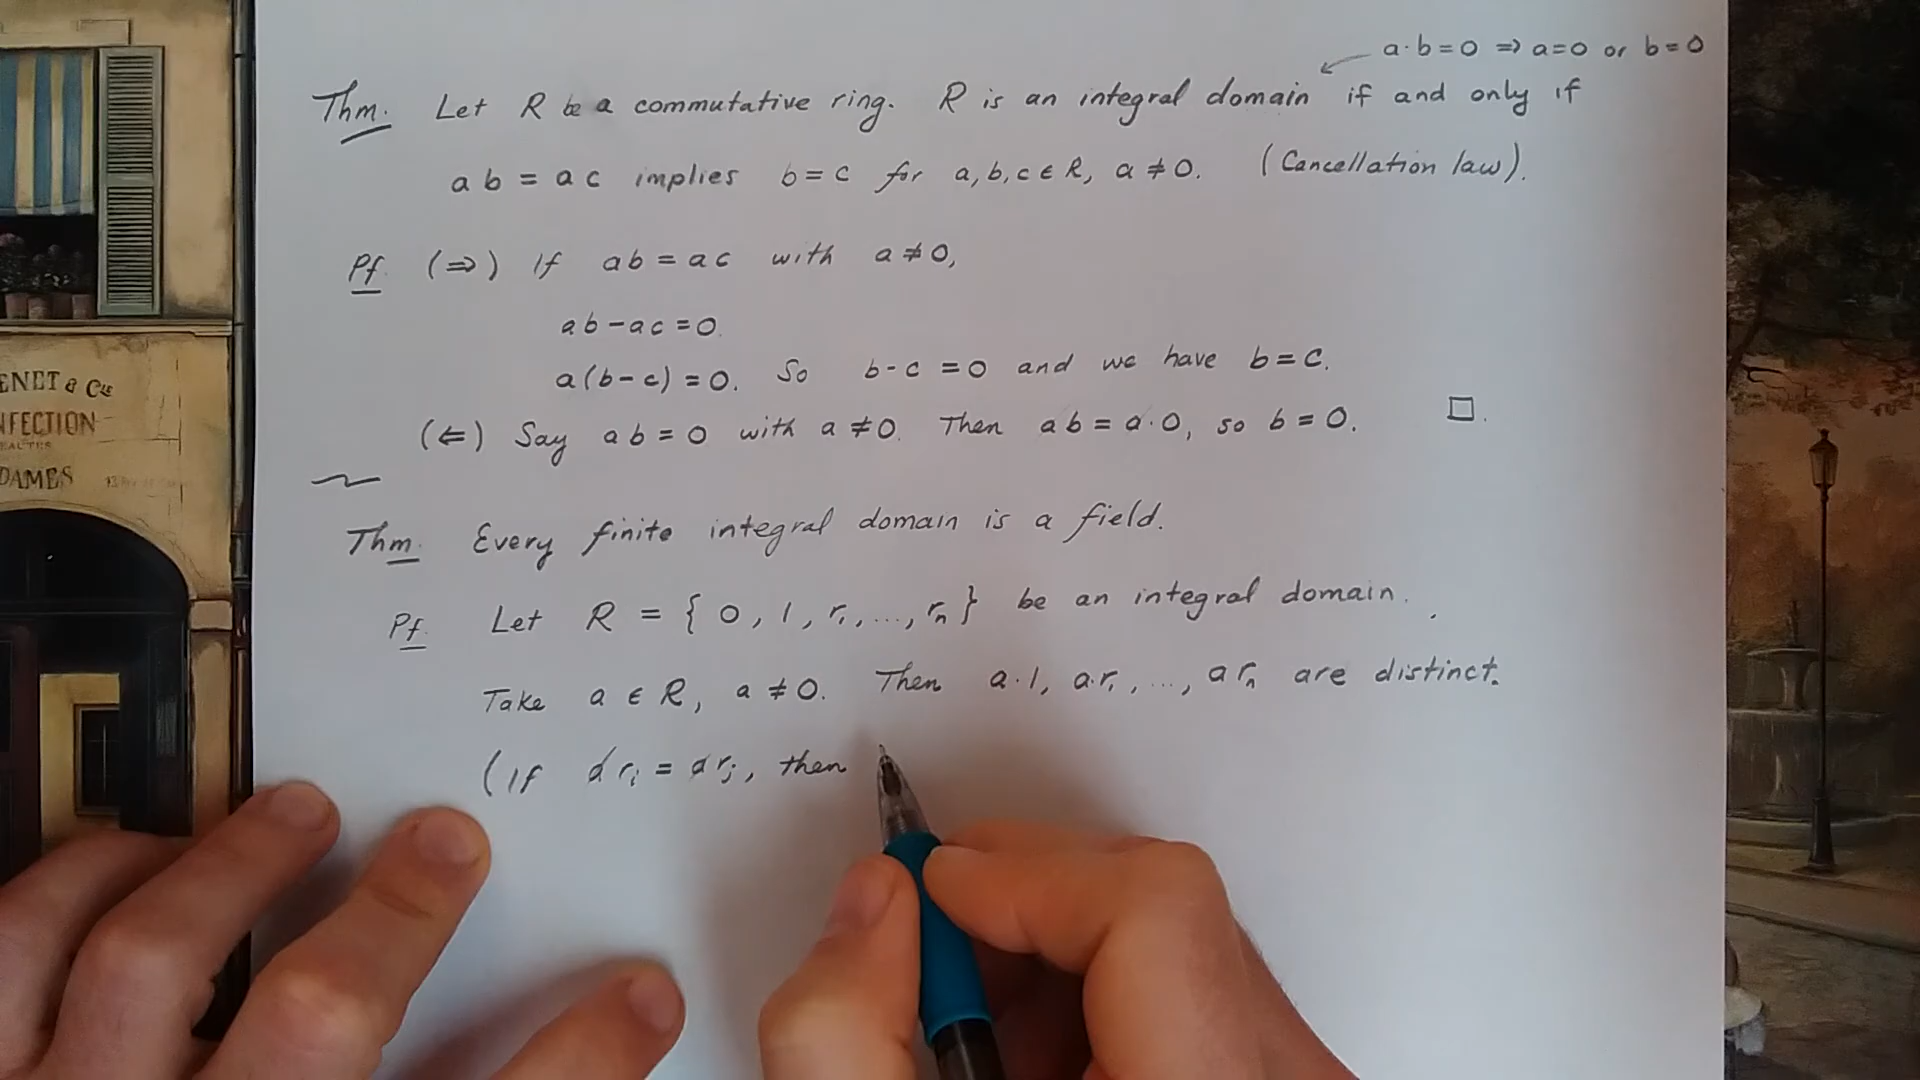 a·b=0 ⇒ a=0 or b=0
Thm. Let R be a commutative ring. R is an integral domain if and only if
ab = ac implies b=c for a,b,c ∈ R, a ≠ 0. (Cancellation law).
Pf. (⇒) If ab = ac with a ≠ 0,
ab-ac = 0.
a(b-c) = 0. So b-c = 0 and we have b = c.
(⇐) Say ab = 0 with a ≠ 0. Then ab = a·0, so b = 0. □.
Thm. Every finite integral domain is a field.
Pf. Let R = {0, 1, r₁, ..., rₙ} be an integral domain.
Take a ∈ R, a ≠ 0. Then a·1, a·r₁, ..., arₙ are distinct.
(If arᵢ = arⱼ, then
ENET & Cie
NFECTION
DAMES